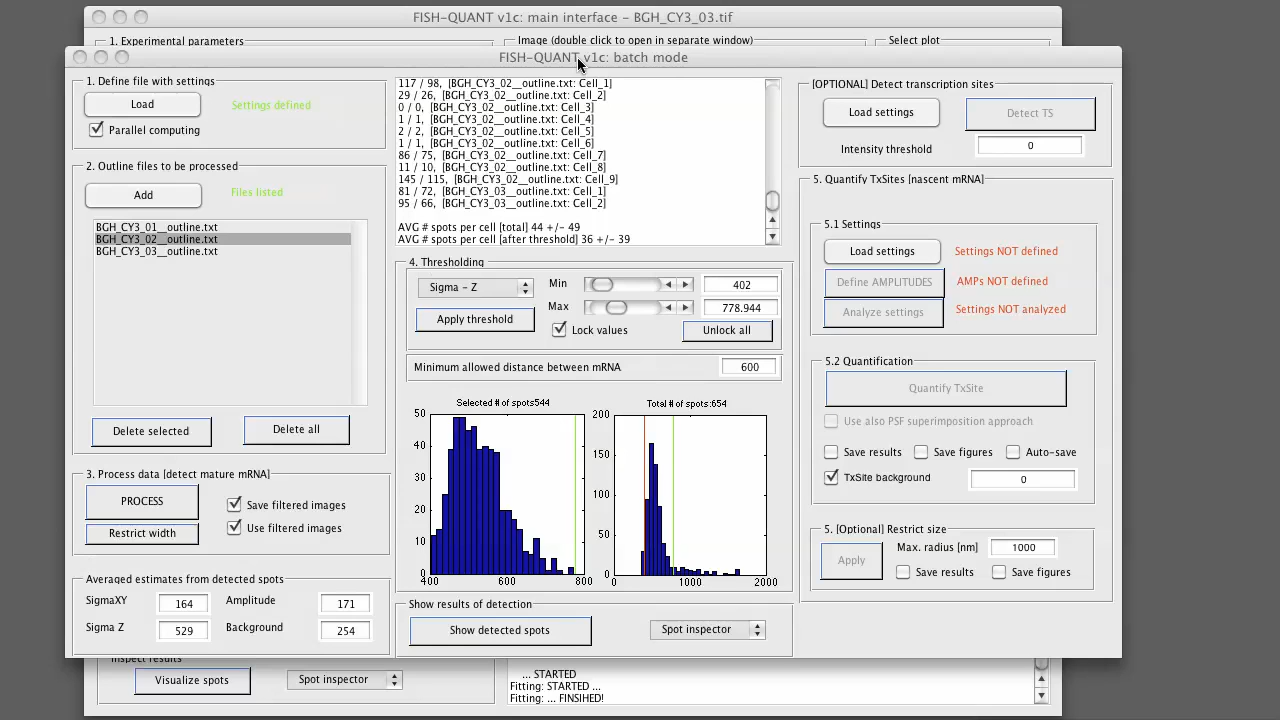 FISH-QUANT v1c: main interface - BGH_CY3_03.tif
1. Experimental parameters
Image (double click to open in separate window)
Select plot
FISH-QUANT v1c: batch mode
1. Define file with settings
Load
Settings defined
Parallel computing
2. Outline files to be processed
Add
Files listed
BGH_CY3_01__outline.txt
BGH_CY3_02__outline.txt
BGH_CY3_03__outline.txt
Delete selected
Delete all
3. Process data [detect mature mRNA]
PROCESS
Save filtered images
Restrict width
Use filtered images
Averaged estimates from detected spots
SigmaXY
164
Amplitude
171
Sigma Z
529
Background
254
117 / 98, [BGH_CY3_02__outline.txt: Cell_1]
29 / 26, [BGH_CY3_02__outline.txt: Cell_2]
0 / 0, [BGH_CY3_02__outline.txt: Cell_3]
1 / 1, [BGH_CY3_02__outline.txt: Cell_4]
2 / 2, [BGH_CY3_02__outline.txt: Cell_5]
1 / 1, [BGH_CY3_02__outline.txt: Cell_6]
86 / 75, [BGH_CY3_02__outline.txt: Cell_7]
11 / 10, [BGH_CY3_02__outline.txt: Cell_8]
145 / 115, [BGH_CY3_02__outline.txt: Cell_9]
81 / 72, [BGH_CY3_03__outline.txt: Cell_1]
95 / 66, [BGH_CY3_03__outline.txt: Cell_2]
AVG # spots per cell [total] 44 +/- 49
AVG # spots per cell [after threshold] 36 +/- 39
4. Thresholding
Sigma - Z
Min
402
Max
778.944
Apply threshold
Lock values
Unlock all
Minimum allowed distance between mRNA
600
Selected # of spots544
50
40
30
20
10
0
400
600
800
Total # of spots:654
200
150
100
50
0
0
1000
2000
Show results of detection
Show detected spots
Spot inspector
[OPTIONAL] Detect transcription sites
Load settings
Detect TS
Intensity threshold
0
5. Quantify TxSites [nascent mRNA]
5.1 Settings
Load settings
Settings NOT defined
Define AMPLITUDES
AMPs NOT defined
Analyze settings
Settings NOT analyzed
5.2 Quantification
Quantify TxSite
Use also PSF superimposition approach
Save results
Save figures
Auto-save
TxSite background
0
5. [Optional] Restrict size
Apply
Max. radius [nm]
1000
Save results
Save figures
Inspect results
Visualize spots
Spot inspector
... STARTED
Fitting: STARTED ...
Fitting: ... FINSIHED!